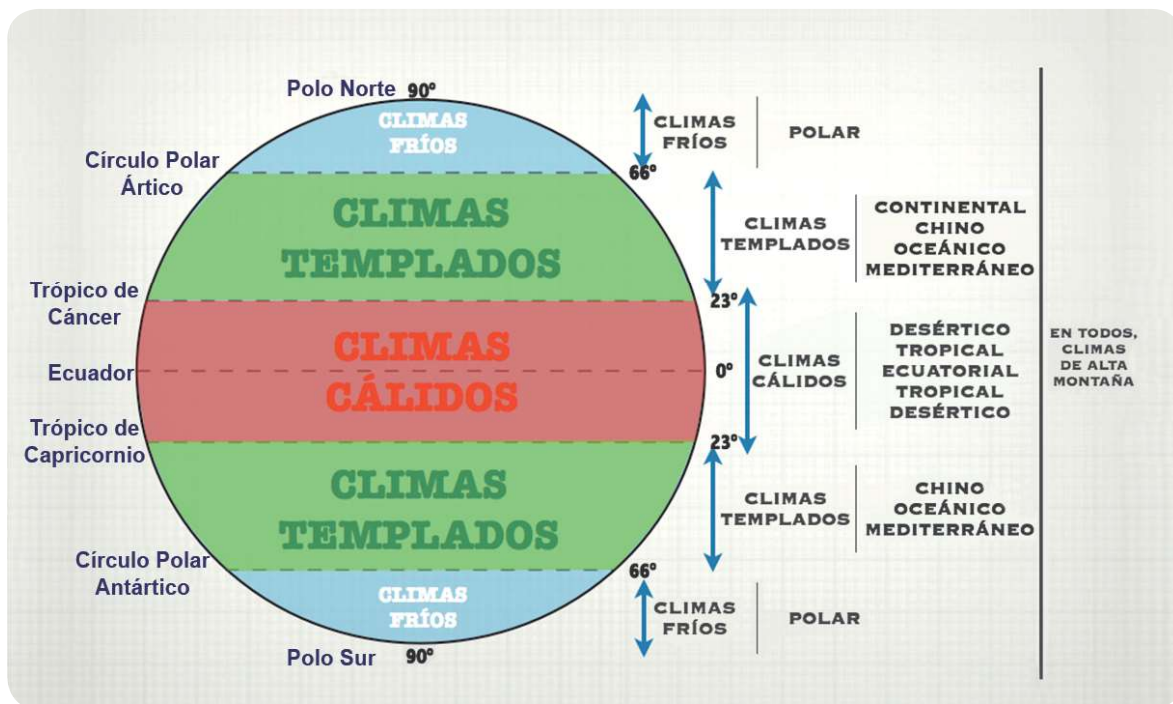 Polo Norte 90º
CLIMAS
FRÍOS
Círculo Polar
Ártico
66º
CLIMAS
TEMPLADOS
Trópico de
Cáncer
23º
Ecuador
CLIMAS
CÁLIDOS
0º
Trópico de
Capricornio
23º
CLIMAS
TEMPLADOS
Círculo Polar
Antártico
66º
CLIMAS
FRÍOS
Polo Sur 90º
CLIMAS
FRÍOS
POLAR
CLIMAS
TEMPLADOS
CONTINENTAL
CHINO
OCEÁNICO
MEDITERRÁNEO
CLIMAS
CÁLIDOS
DESÉRTICO
TROPICAL
ECUATORIAL
TROPICAL
DESÉRTICO
CLIMAS
TEMPLADOS
CHINO
OCEÁNICO
MEDITERRÁNEO
CLIMAS
FRÍOS
POLAR
EN TODOS,
CLIMAS
DE ALTA
MONTAÑA